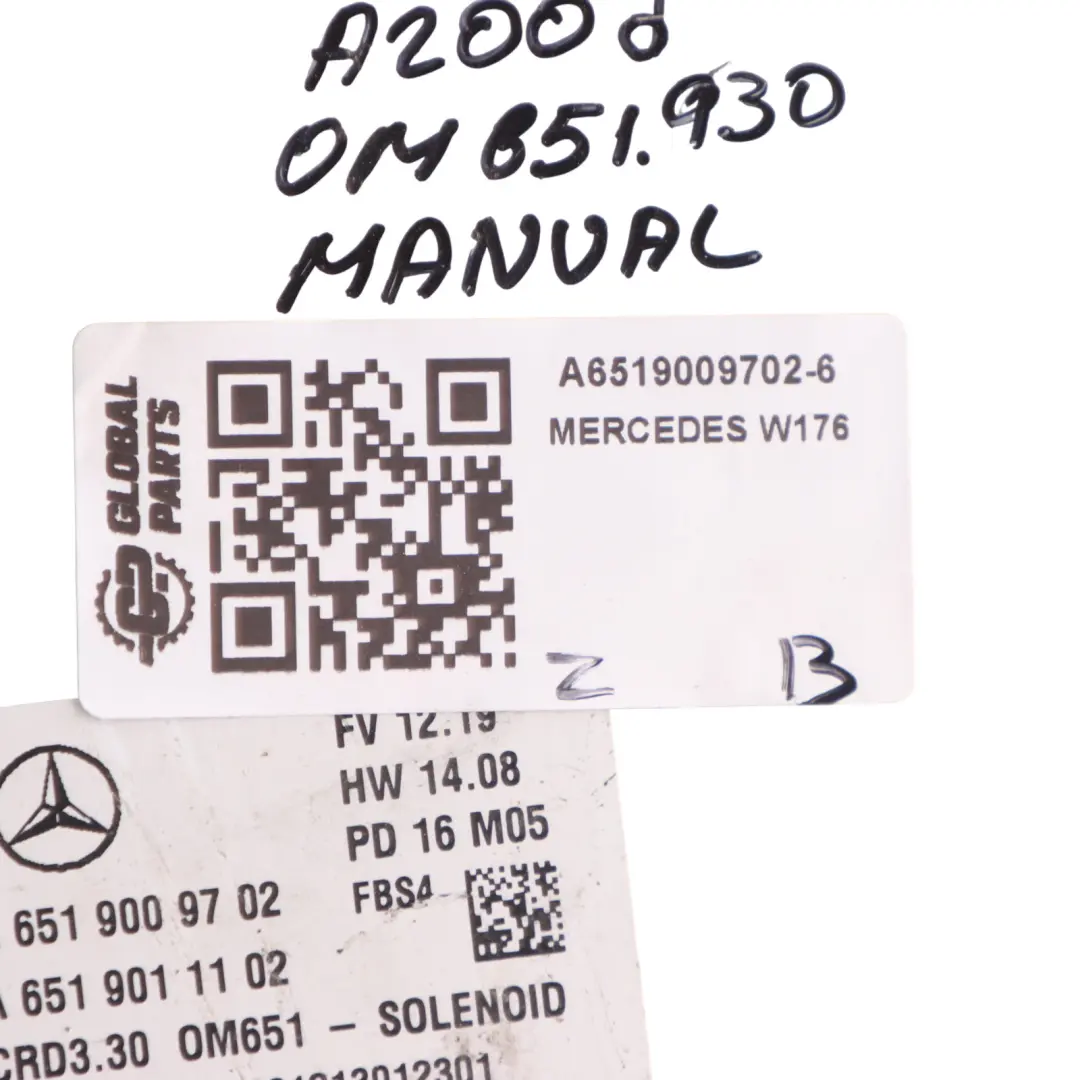 A200d
OM651.930
MANUAL
GLOBAL
PARTS
A6519009702-6
MERCEDES W176
Z B
FV 12.19
HW 14.08
PD 16 M05
FBS4
651 900 97 02
A 651 901 11 02
CRD3.30 OM651 - SOLENOID